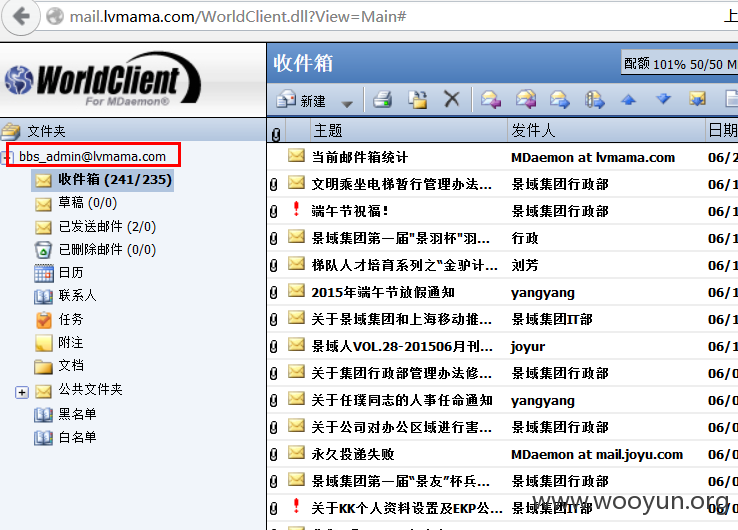 mail.lvmama.com/WorldClient.dll?View=Main#
上
WorldClient
For MDaemon®
收件箱
配额 101% 50/50 M
新建
文件夹
主题 发件人 日期
bbs_admin@lvmama.com
收件箱 (241/235)
草稿 (0/0)
已发送邮件 (2/0)
已删除邮件 (0/0)
日历
联系人
任务
附注
文档
公共文件夹
黑名单
白名单
当前邮件箱统计 MDaemon at lvmama.com 06/2
文明乘坐电梯暂行管理办法... 景域集团行政部 06/
端午节祝福！ 景域集团行政部 06/
景域集团第一届"景羽杯"羽... 行政 06/
梯队人才培育系列之“金驴计... 刘芳 06/
2015年端午节放假通知 yangyang 06/
关于景域集团和上海移动推... 景域集团IT部 06/
景域人VOL.28-201506月刊... joyur 06/
关于集团行政部管理办法修... 景域集团行政部 06/
关于任璞同志的人事任命通知 yangyang 06/
关于公司对办公区域进行害... 景域集团行政部 06/0
永久投递失败 MDaemon at mail.joyu.com 06/0
景域集团第一届“景友”杯兵... 景域集团行政部 06/0
关于KK个人资料设置及EKP公... 景域集团IT部 06/0
www.wooyun.org